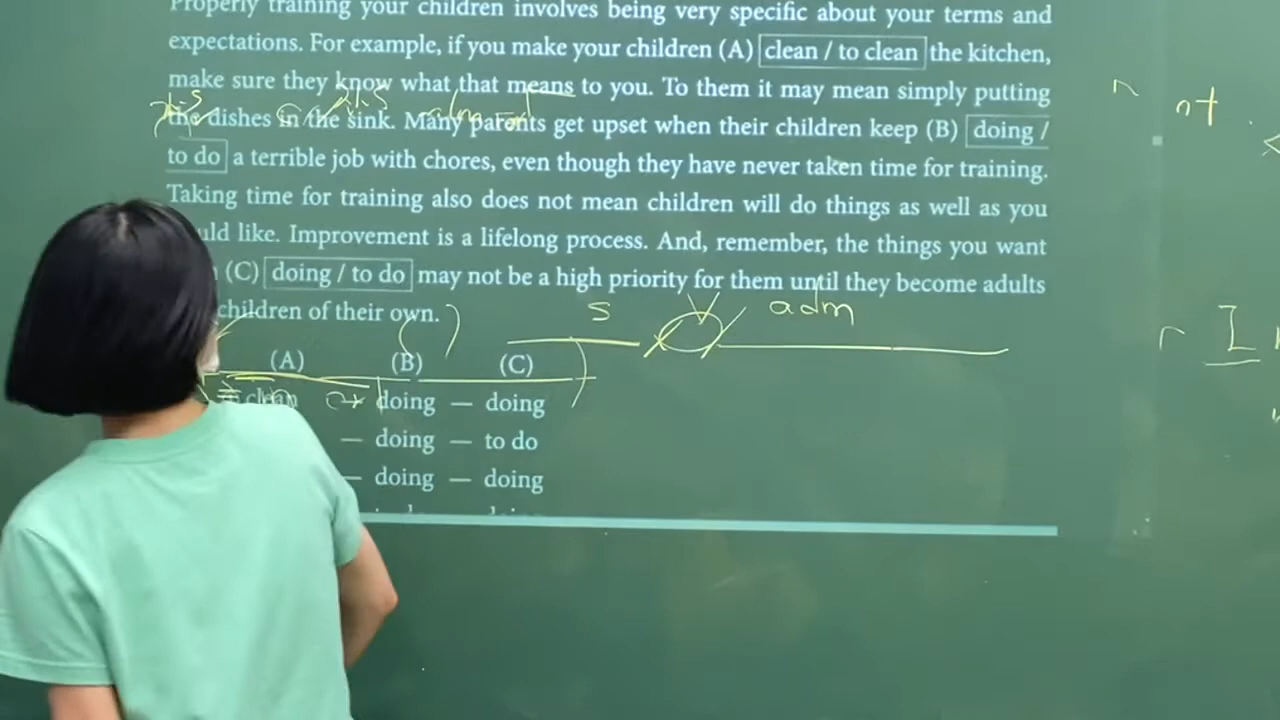 Properly training your children involves being very specific about your terms and
expectations. For example, if you make your children (A) clean / to clean the kitchen,
make sure they know what that means to you. To them it may mean simply putting
the dishes in the sink. Many parents get upset when their children keep (B) doing /
to do a terrible job with chores, even though they have never taken time for training.
Taking time for training also does not mean children will do things as well as you
uld like. Improvement is a lifelong process. And, remember, the things you want
(C) doing / to do may not be a high priority for them until they become adults
children of their own.
s adm
(A) (B) (C)
clean doing — doing
— doing — to do
— doing — doing
nt
I